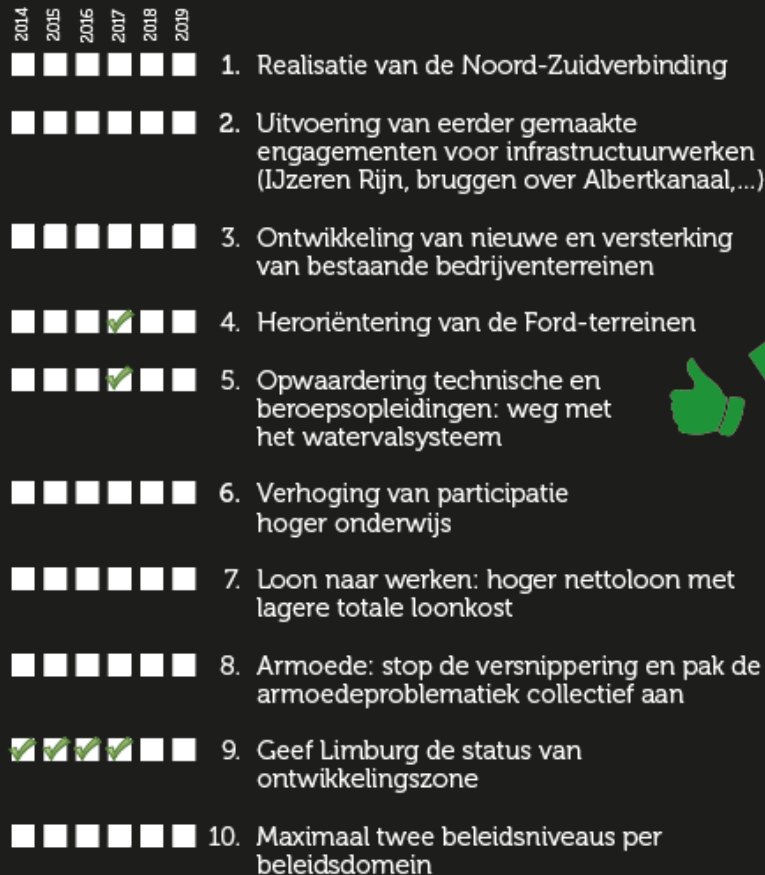 2014 2015 2016 2017 2018 2019
1. Realisatie van de Noord-Zuidverbinding
2. Uitvoering van eerder gemaakte
engagementen voor infrastructuurwerken
(IJzeren Rijn, bruggen over Albertkanaal,...)
3. Ontwikkeling van nieuwe en versterking
van bestaande bedrijventerreinen
4. Heroriëntering van de Ford-terreinen
5. Opwaardering technische en
beroepsopleidingen: weg met
het watervalsysteem
6. Verhoging van participatie
hoger onderwijs
7. Loon naar werken: hoger nettoloon met
lagere totale loonkost
8. Armoede: stop de versnippering en pak de
armoedeproblematiek collectief aan
9. Geef Limburg de status van
ontwikkelingszone
10. Maximaal twee beleidsniveaus per
beleidsdomein